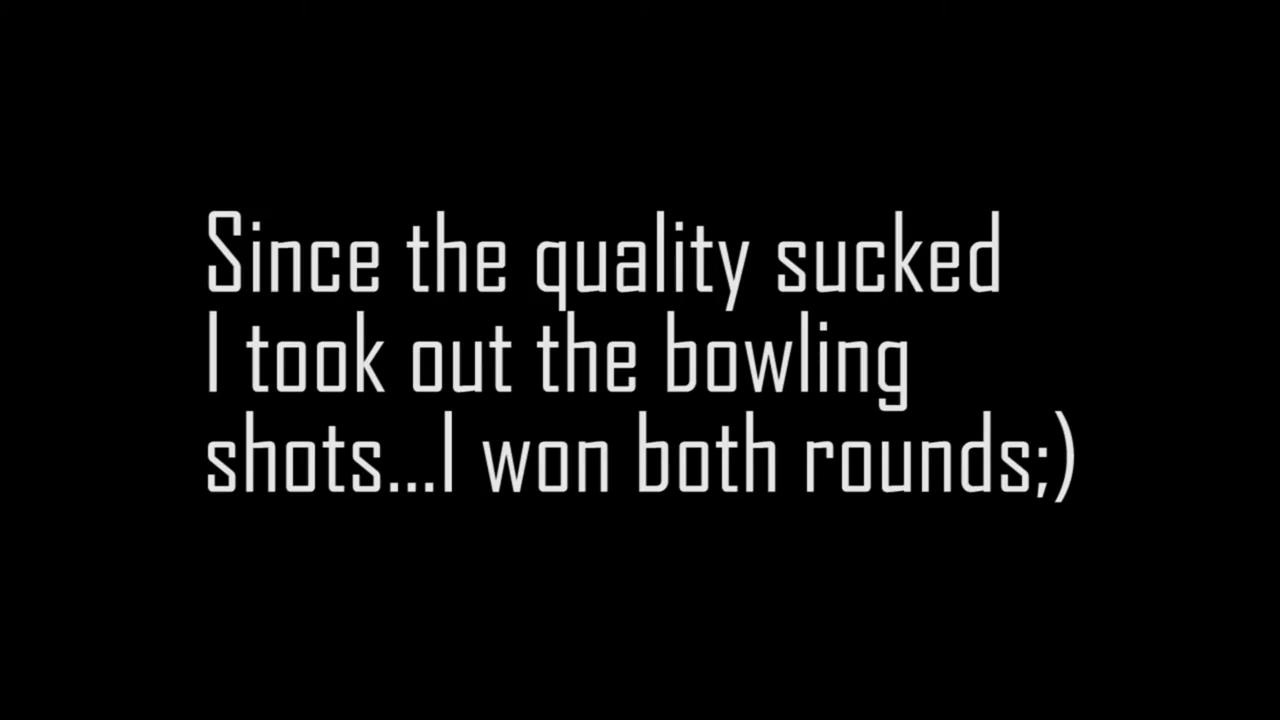 Since the quality sucked
I took out the bowling
shots...I won both rounds;)